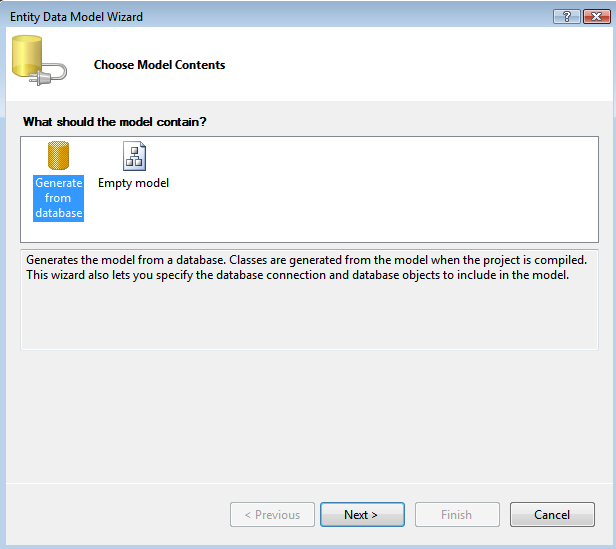 Entity Data Model Wizard
Choose Model Contents
What should the model contain?
Generate
from
database
Empty model
Generates the model from a database. Classes are generated from the model when the project is compiled.
This wizard also lets you specify the database connection and database objects to include in the model.
< Previous
Next >
Finish
Cancel